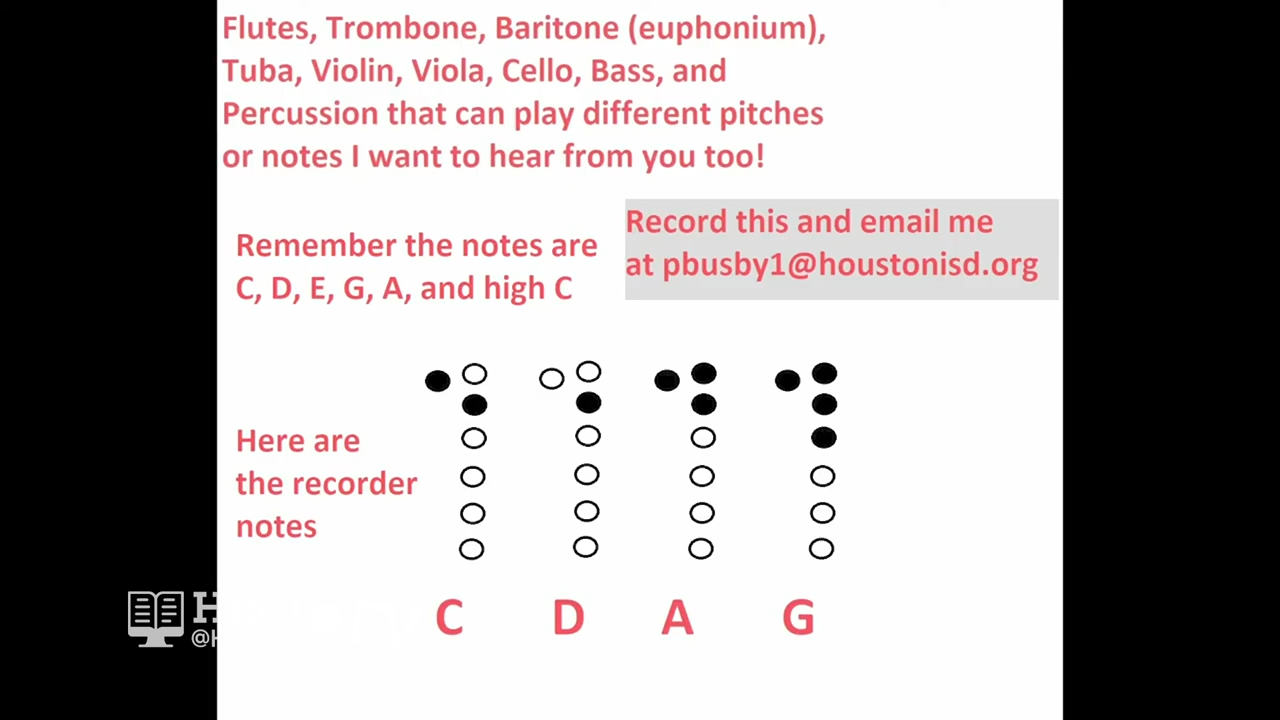 Flutes, Trombone, Baritone (euphonium),
Tuba, Violin, Viola, Cello, Bass, and
Percussion that can play different pitches
or notes I want to hear from you too!
Record this and email me
at pbusby1@houstonisd.org
Remember the notes are
C, D, E, G, A, and high C
Here are
the recorder
notes
C D A G